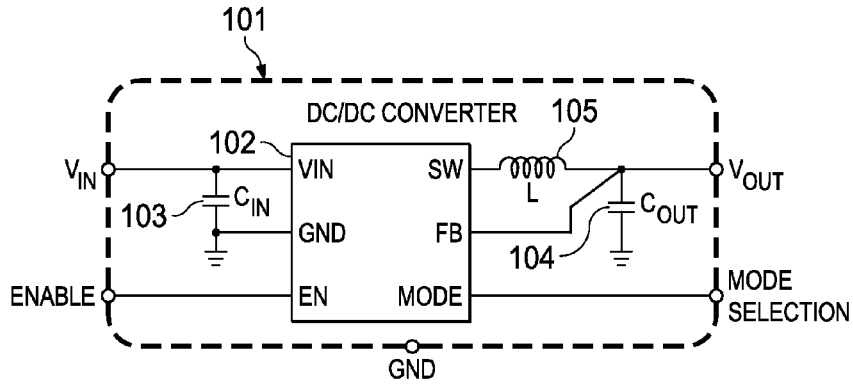 101
DC/DC CONVERTER
105
102
VIN
VIN
SW
VOUT
L
103
CIN
COUT
GND
FB
104
ENABLE
EN
MODE
MODE
SELECTION
GND